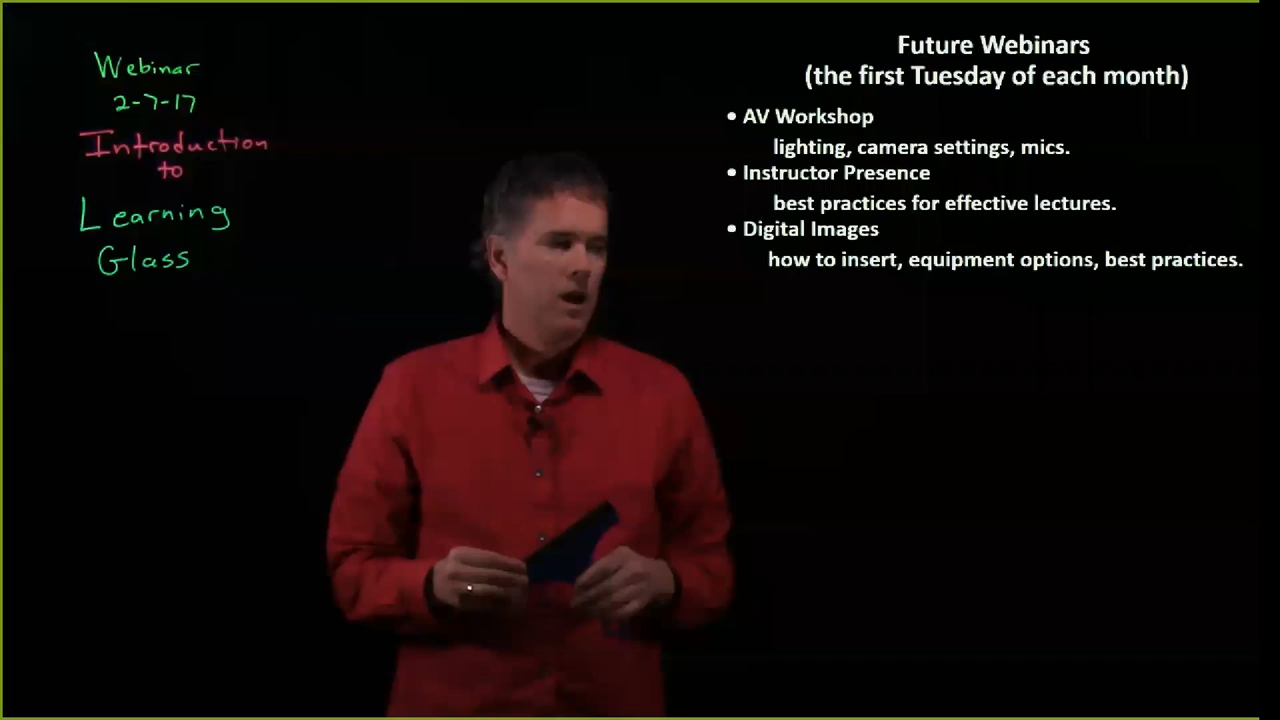 Webinar
2-7-17
Introduction
to
Learning
Glass
Future Webinars
(the first Tuesday of each month)
• AV Workshop
lighting, camera settings, mics.
• Instructor Presence
best practices for effective lectures.
• Digital Images
how to insert, equipment options, best practices.